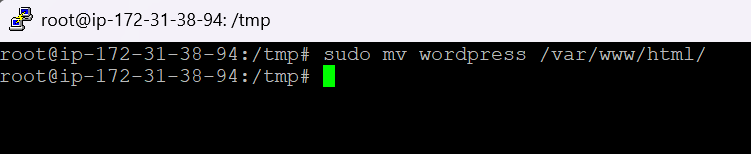 root@ip-172-31-38-94: /tmp
root@ip-172-31-38-94:/tmp# sudo mv wordpress /var/www/html/
root@ip-172-31-38-94:/tmp#